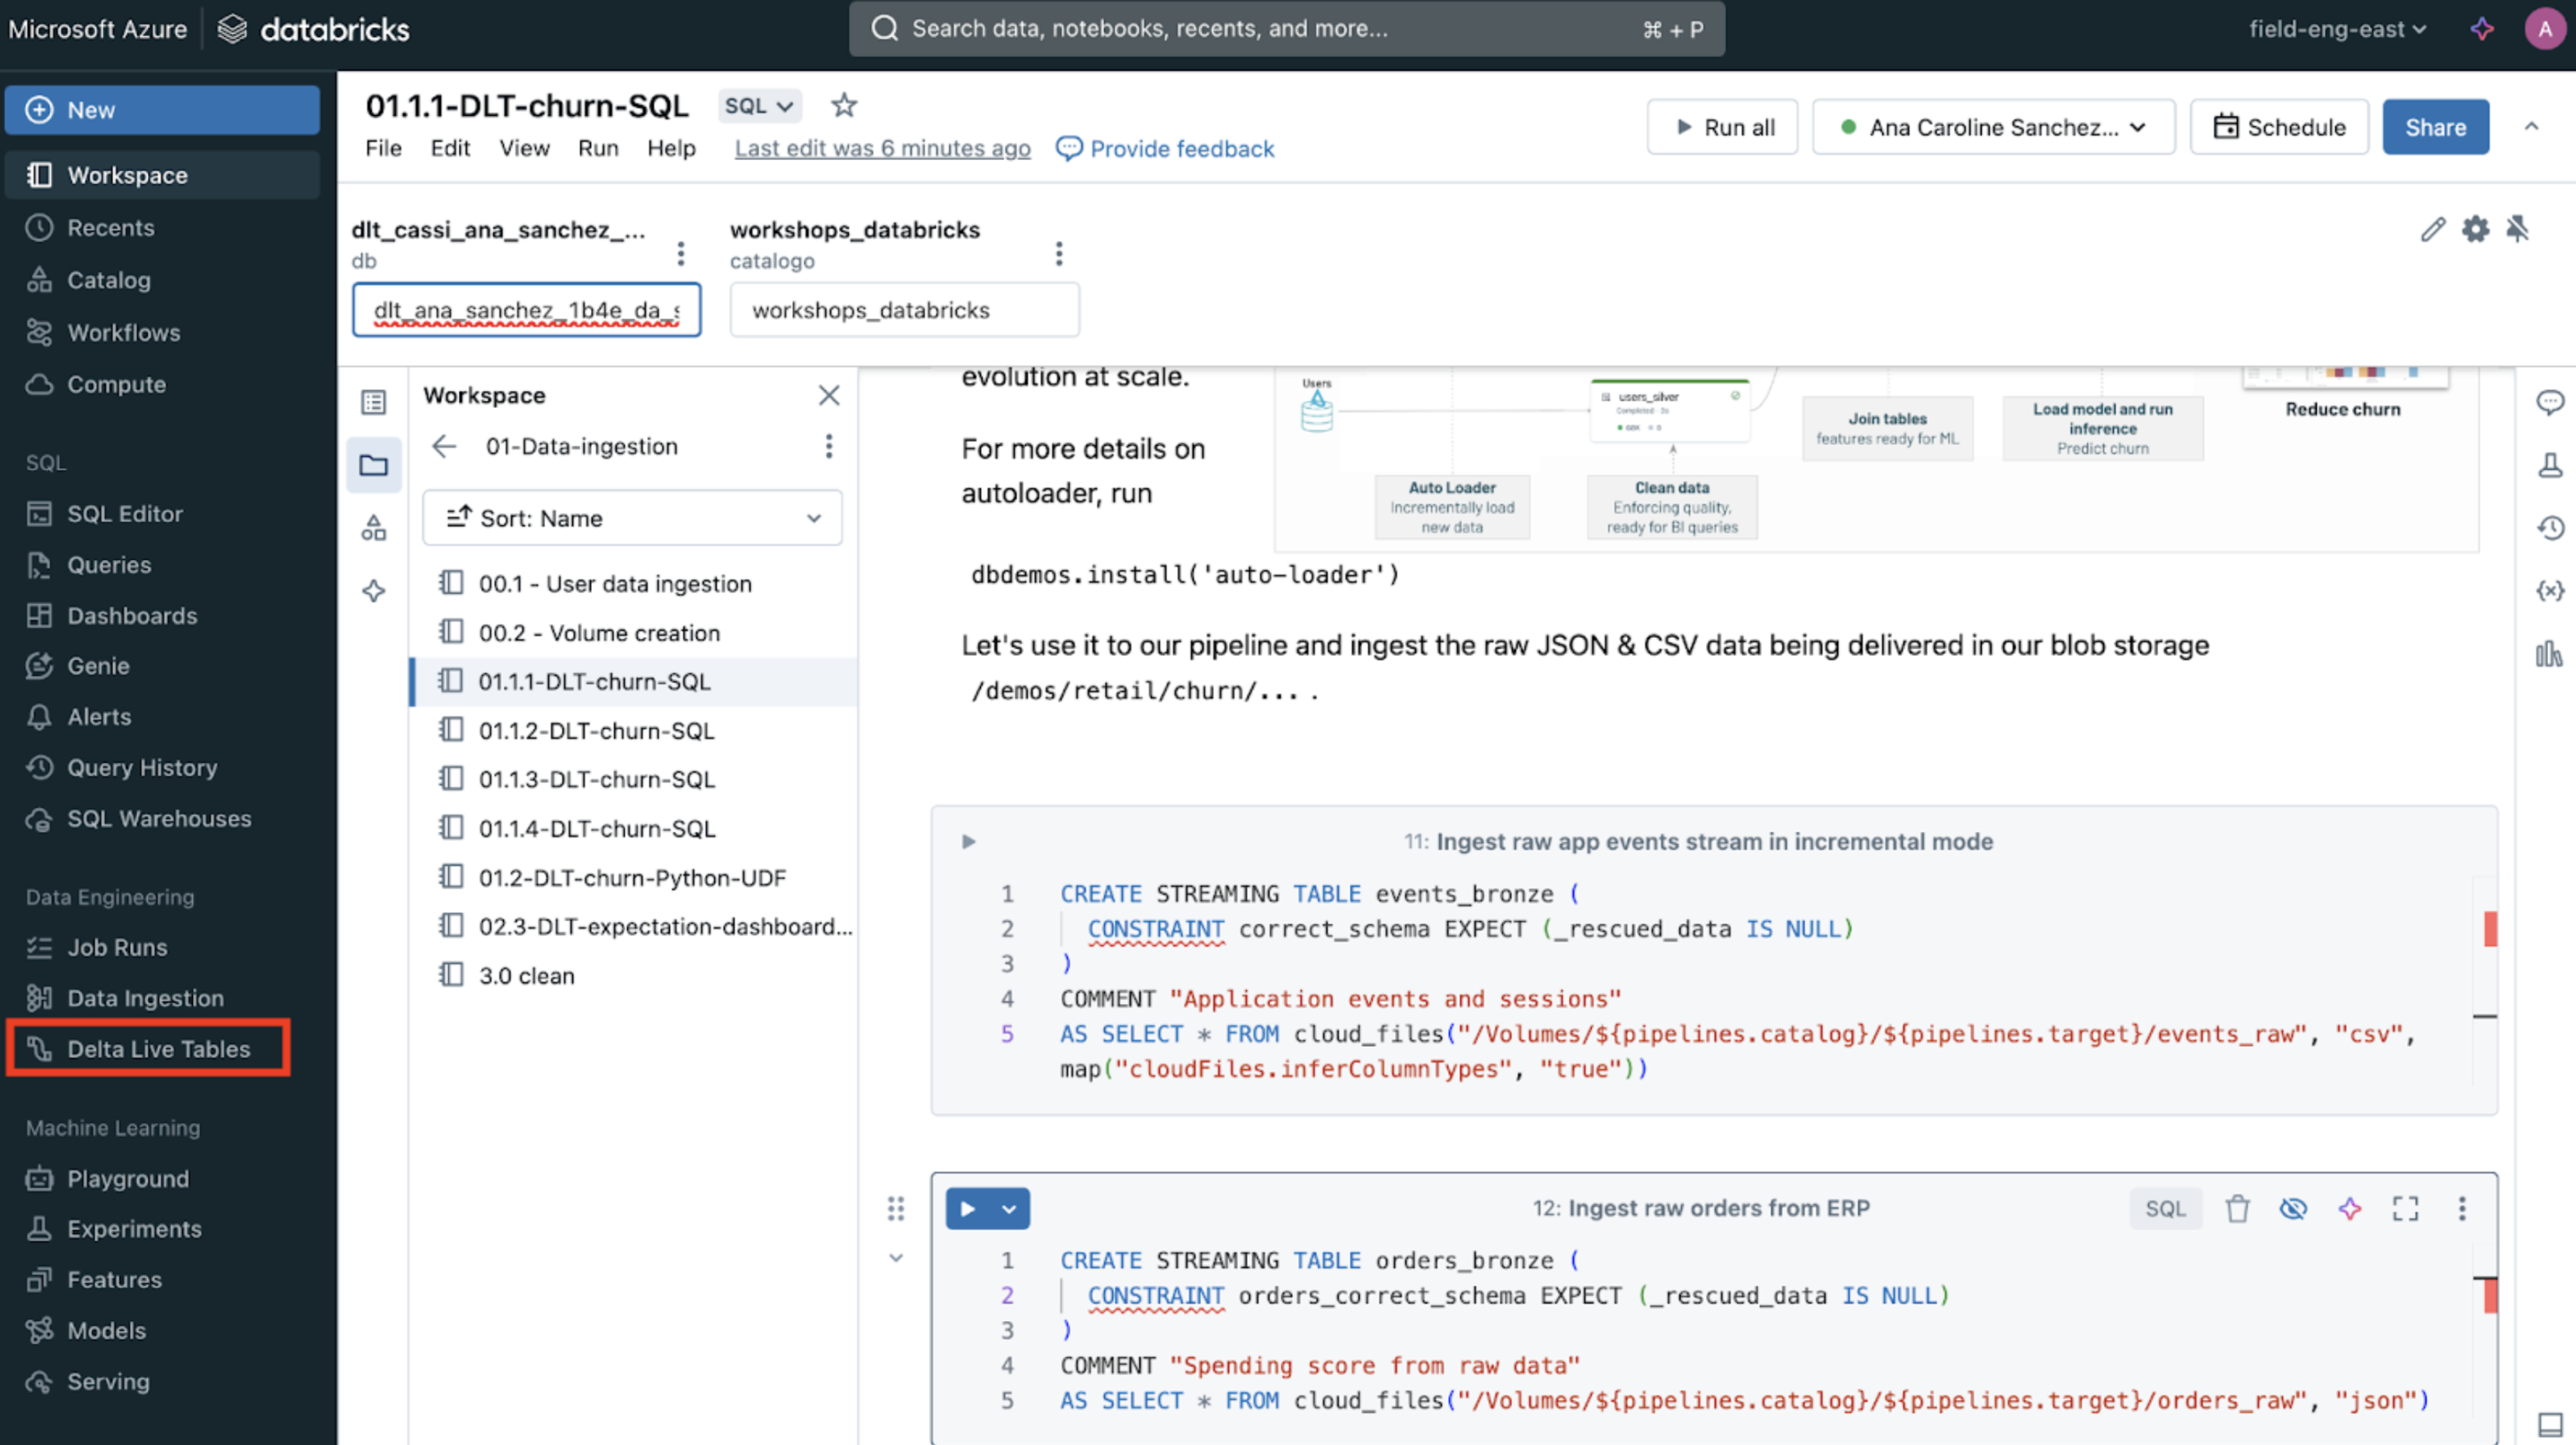 Microsoft Azure
databricks
Search data, notebooks, recents, and more...
⌘ + P
field-eng-east
A
New
Workspace
Recents
Catalog
Workflows
Compute
SQL
SQL Editor
Queries
Dashboards
Genie
Alerts
Query History
SQL Warehouses
Data Engineering
Job Runs
Data Ingestion
Delta Live Tables
Machine Learning
Playground
Experiments
Features
Models
Serving
01.1.1-DLT-churn-SQL
SQL
File Edit View Run Help
Last edit was 6 minutes ago
Provide feedback
Run all
Ana Caroline Sanchez...
Schedule
Share
dlt_cassi_ana_sanchez_...
db
dlt_ana_sanchez_1b4e_da_s
workshops_databricks
catalogo
workshops_databricks
Workspace
01-Data-ingestion
Sort: Name
00.1 - User data ingestion
00.2 - Volume creation
01.1.1-DLT-churn-SQL
01.1.2-DLT-churn-SQL
01.1.3-DLT-churn-SQL
01.1.4-DLT-churn-SQL
01.2-DLT-churn-Python-UDF
02.3-DLT-expectation-dashboard...
3.0 clean
evolution at scale.
For more details on
autoloader, run
Users
users_silver
Completed
Auto Loader
Incrementally load
new data
Clean data
Enforcing quality,
ready for BI queries
Join tables
features ready for ML
Load model and run
inference
Predict churn
Reduce churn
dbdemos.install('auto-loader')
Let's use it to our pipeline and ingest the raw JSON & CSV data being delivered in our blob storage
/demos/retail/churn/... .
11: Ingest raw app events stream in incremental mode
1 CREATE STREAMING TABLE events_bronze (
2 CONSTRAINT correct_schema EXPECT (_rescued_data IS NULL)
3 )
4 COMMENT "Application events and sessions"
5 AS SELECT * FROM cloud_files("/Volumes/${pipelines.catalog}/${pipelines.target}/events_raw", "csv",
map("cloudFiles.inferColumnTypes", "true"))
12: Ingest raw orders from ERP
SQL
1 CREATE STREAMING TABLE orders_bronze (
2 CONSTRAINT orders_correct_schema EXPECT (_rescued_data IS NULL)
3 )
4 COMMENT "Spending score from raw data"
5 AS SELECT * FROM cloud_files("/Volumes/${pipelines.catalog}/${pipelines.target}/orders_raw", "json")